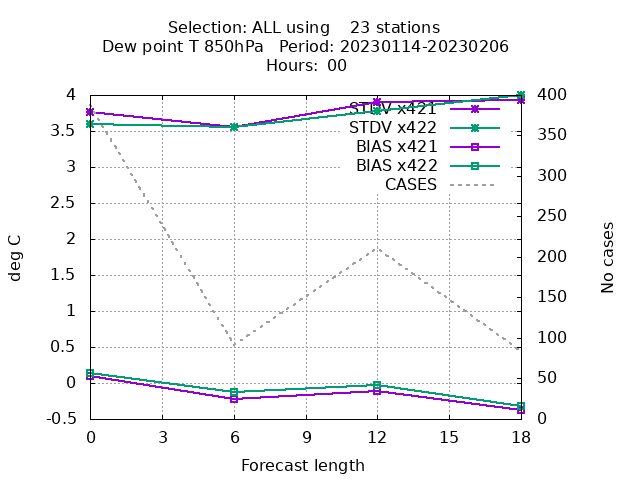 Selection: ALL using    23 stations
Dew point T 850hPa   Period: 20230114-20230206
Hours:  00
4
3.5
3
2.5
2
1.5
1
0.5
0
-0.5
deg C
400
350
300
250
200
150
100
50
0
No cases
STDV x421
STDV x422
BIAS x421
BIAS x422
CASES
0 3 6 9 12 15 18
Forecast length